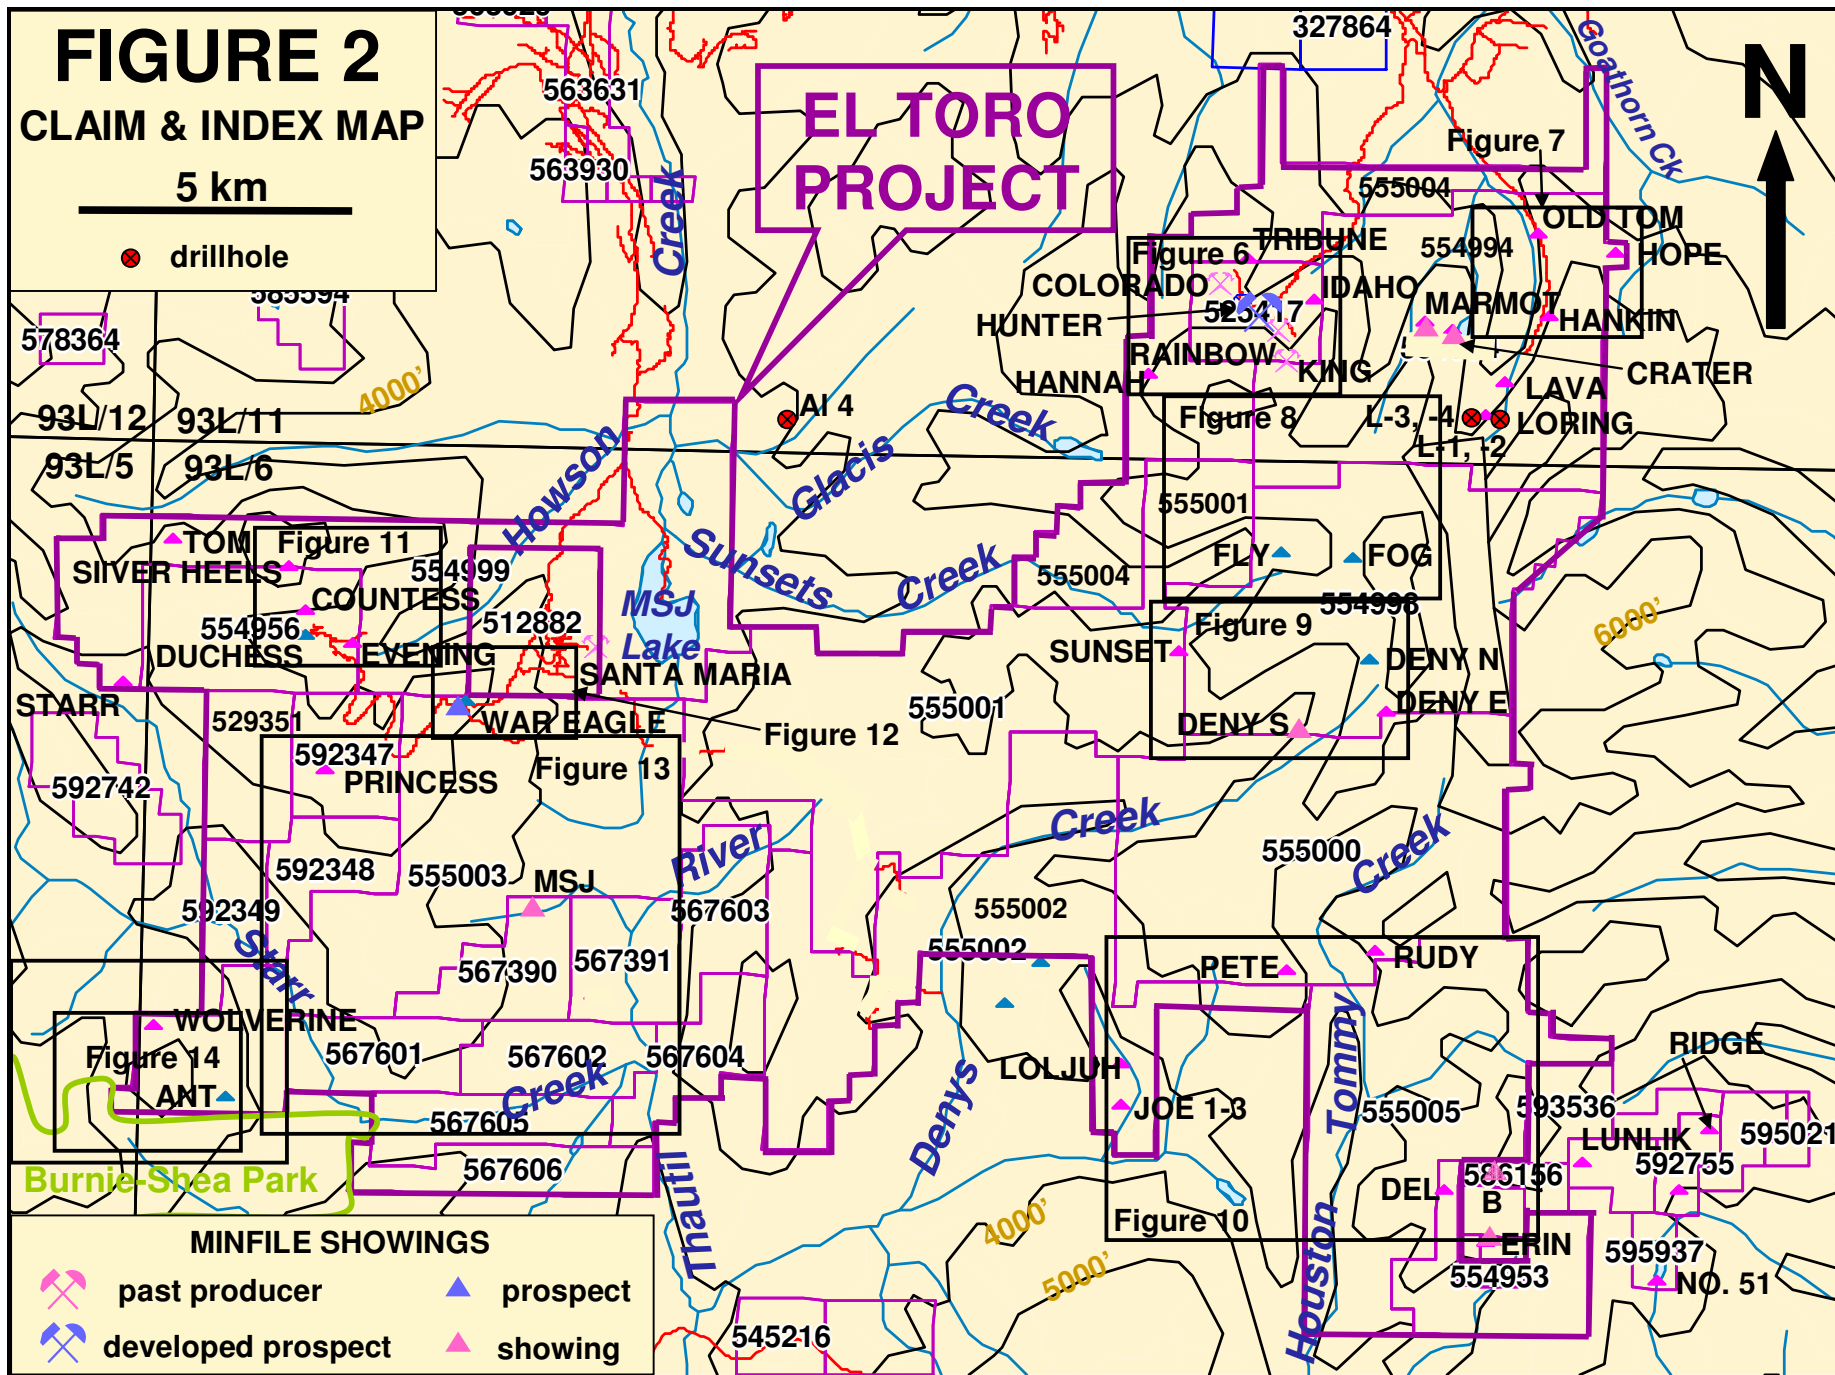 FIGURE 2
CLAIM & INDEX MAP
5 km
drillhole
327864
Goathorn Ck
N
563631
563930
Creek
EL TORO
PROJECT
Figure 7
555004
OLD TOM
554994
HOPE
TRIBUNE
Figure 6
COLORADO
IDAHO
MARMOT
HUNTER
HANKIN
RAINBOW
KING
HANNAH
CRATER
LAVA
585594
578364
4000'
93L/12
93L/11
93L/5
93L/6
AI 4
Creek
Figure 8
L-3, -4
LORING
L-1, -2
Howson
Glacis
555001
Sunsets
Creek
FLY
FOG
555004
554998
6000'
TOM
Figure 11
SIIVER HEELS
554999
COUNTESS
554956
512882
MSJ
Lake
DUCHESS
EVENING
SANTA MARIA
STARR
WAR EAGLE
Figure 12
529351
592347
PRINCESS
Figure 13
592742
SUNSET
Figure 9
DENY N
DENY E
DENY S
555001
Creek
River
555000
Creek
592348
555003
MSJ
592349
567603
555002
Starr
567390
567391
555002
PETE
RUDY
WOLVERINE
Figure 14
567601
567602
567604
ANT
Creek
567605
LOLJUH
JOE 1-3
Tommy
555005
RIDGE
593536
LUNLIK
595021
592755
Denys
Burnie-Shea Park
567606
DEL
586156
B
Figure 10
ERIN
595937
554953
NO. 51
Thautil
4000'
5000'
Houston
545216
MINFILE SHOWINGS
past producer
prospect
developed prospect
showing